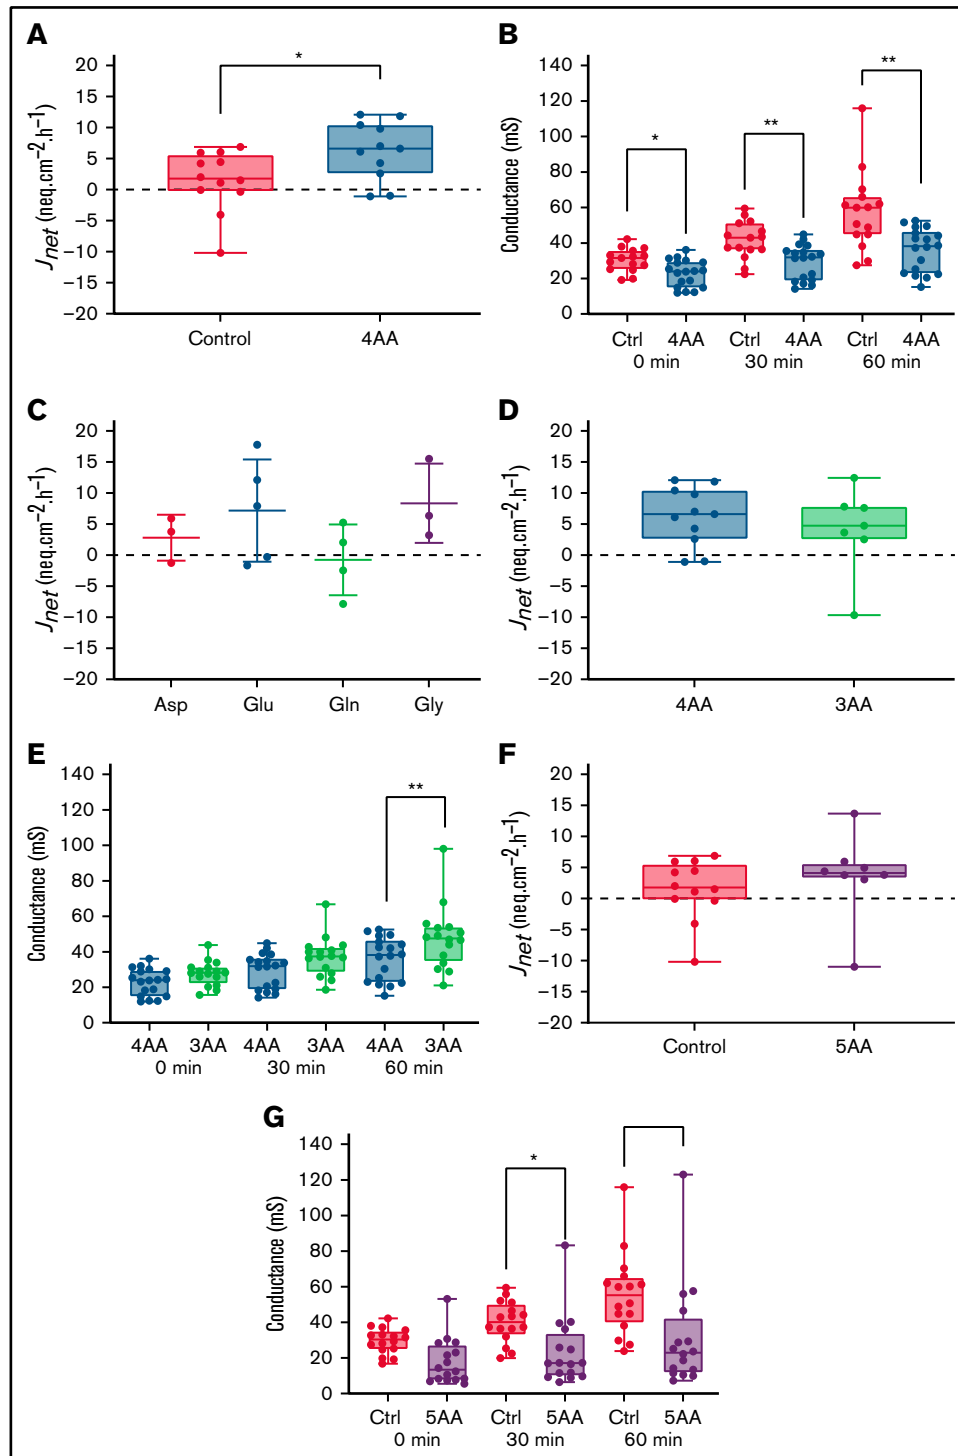 A
20
15
10
5
0
−5
−10
−15
−20
J net (neq.cm−2.h−1)
*
Control
4AA
B
140
120
100
80
60
40
20
0
Conductance (mS)
*
**
**
Ctrl 4AA Ctrl 4AA Ctrl 4AA
0 min 30 min 60 min
C
20
15
10
5
0
−5
−10
−15
−20
J net (neq.cm−2.h−1)
Asp Glu Gln Gly
D
20
15
10
5
0
−5
−10
−15
−20
J net (neq.cm−2.h−1)
4AA 3AA
E
140
120
100
80
60
40
20
0
Conductance (mS)
**
4AA 3AA 4AA 3AA 4AA 3AA
0 min 30 min 60 min
F
20
15
10
5
0
−5
−10
−15
−20
J net (neq.cm−2.h−1)
Control 5AA
G
140
120
100
80
60
40
20
0
Conductance (mS)
*
Ctrl 5AA Ctrl 5AA Ctrl 5AA
0 min 30 min 60 min